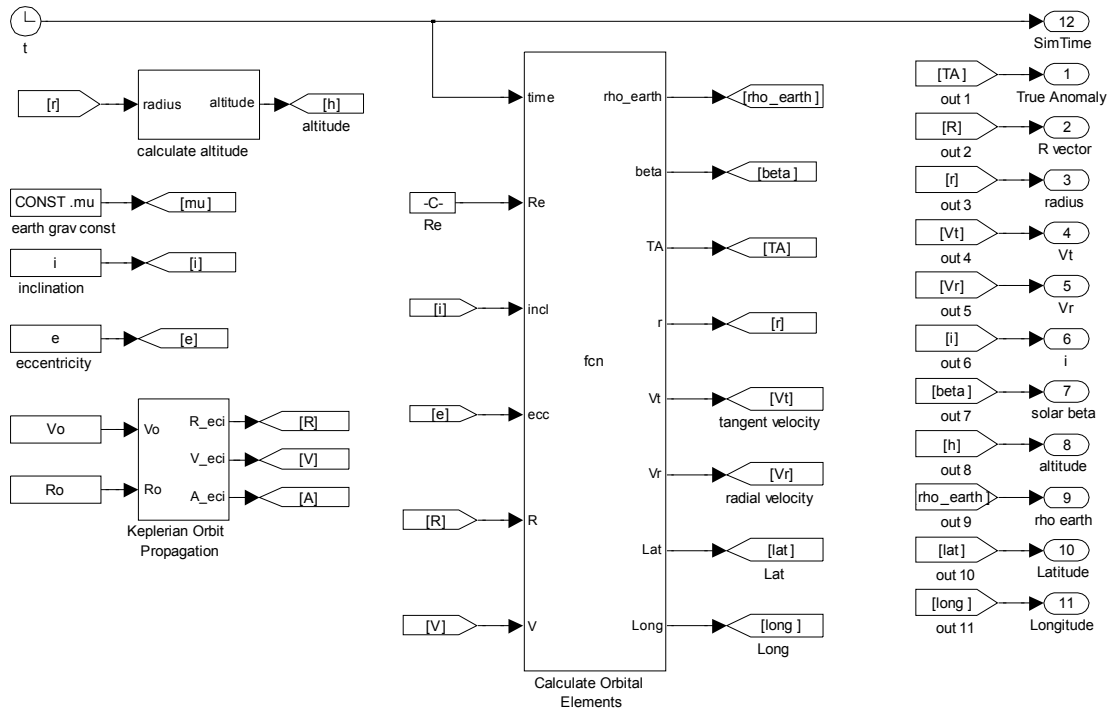 t
12
SimTime
[r]
radius
altitude
[h]
altitude
calculate altitude
CONST .mu
[mu]
earth grav const
i
[i]
inclination
e
[e]
eccentricity
Vo
Ro
Vo
Ro
R_eci
V_eci
A_eci
[R]
[V]
[A]
Keplerian Orbit
Propagation
-C-
Re
[i]
[e]
[R]
[V]
time
Re
incl
ecc
R
V
fcn
rho_earth
beta
TA
r
Vt
Vr
Lat
Long
Calculate Orbital
Elements
[rho_earth ]
[beta ]
[TA]
[r]
[Vt]
tangent velocity
[Vr]
radial velocity
[lat]
Lat
[long ]
Long
[TA]
out 1
1
True Anomaly
[R]
out 2
2
R vector
[r]
out 3
3
radius
[Vt]
out 4
4
Vt
[Vr]
out 5
5
Vr
[i]
out 6
6
i
[beta ]
out 7
7
solar beta
[h]
out 8
8
altitude
rho_earth ]
out 9
9
rho earth
[lat]
out 10
10
Latitude
[long ]
out 11
11
Longitude